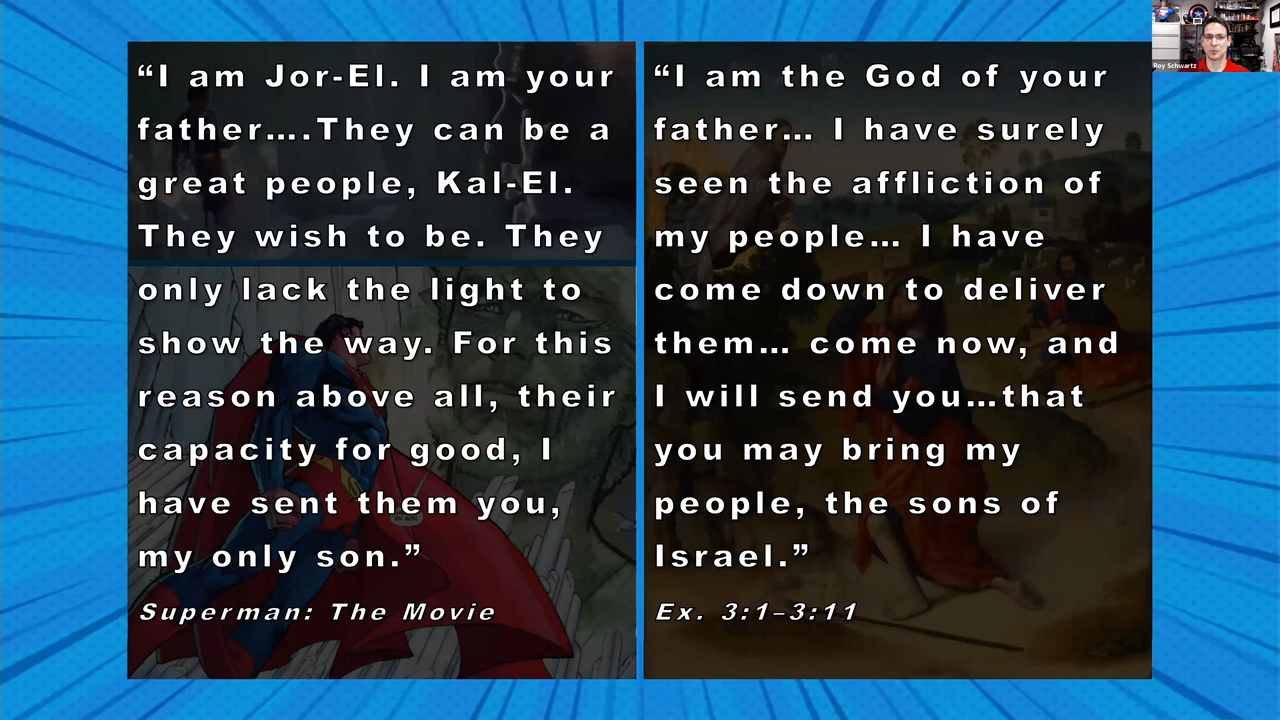 “I am Jor-El. I am your
father….They can be a
great people, Kal-El.
They wish to be. They
only lack the light to
show the way. For this
reason above all, their
capacity for good, I
have sent them you,
my only son.”
Superman: The Movie
“I am the God of your
father… I have surely
seen the affliction of
my people… I have
come down to deliver
them… come now, and
I will send you…that
you may bring my
people, the sons of
Israel.”
Ex. 3:1–3:11
Roy Schwartz